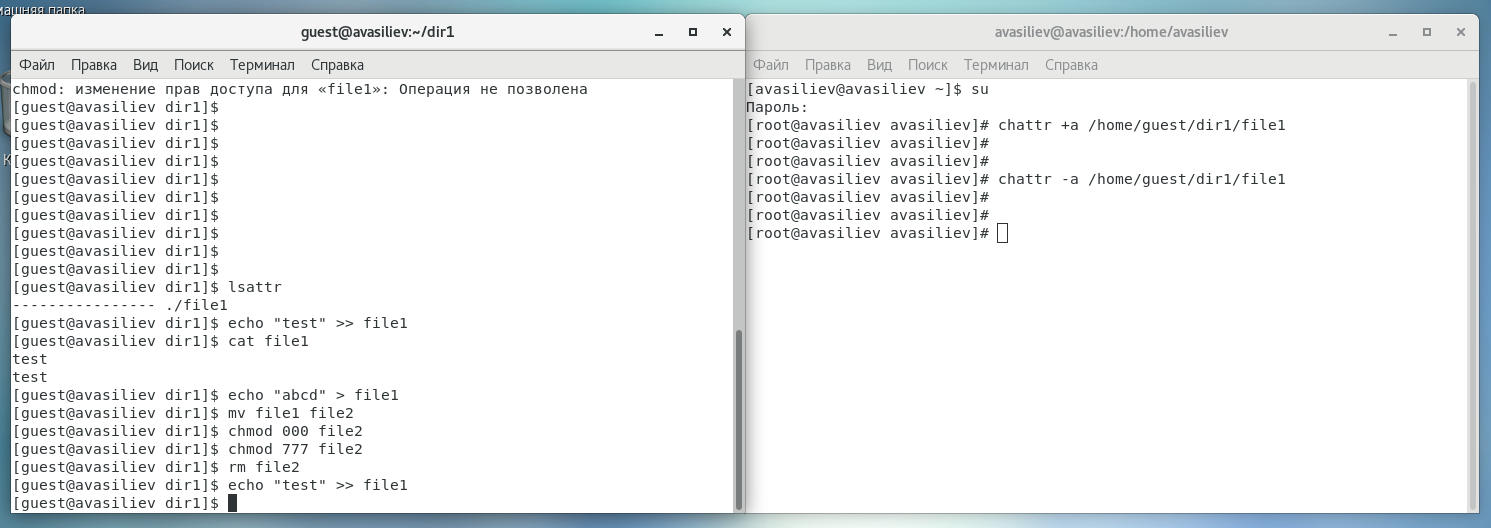 машняя папка
guest@avasiliev:~/dir1
Файл Правка Вид Поиск Терминал Справка
chmod: изменение прав доступа для «file1»: Операция не позволена
[guest@avasiliev dir1]$
[guest@avasiliev dir1]$
[guest@avasiliev dir1]$
[guest@avasiliev dir1]$
[guest@avasiliev dir1]$
[guest@avasiliev dir1]$
[guest@avasiliev dir1]$
[guest@avasiliev dir1]$
[guest@avasiliev dir1]$
[guest@avasiliev dir1]$
[guest@avasiliev dir1]$ lsattr
---------------- ./file1
[guest@avasiliev dir1]$ echo "test" >> file1
[guest@avasiliev dir1]$ cat file1
test
test
[guest@avasiliev dir1]$ echo "abcd" > file1
[guest@avasiliev dir1]$ mv file1 file2
[guest@avasiliev dir1]$ chmod 000 file2
[guest@avasiliev dir1]$ chmod 777 file2
[guest@avasiliev dir1]$ rm file2
[guest@avasiliev dir1]$ echo "test" >> file1
[guest@avasiliev dir1]$
К
avasiliev@avasiliev:/home/avasiliev
Файл Правка Вид Поиск Терминал Справка
[avasiliev@avasiliev ~]$ su
Пароль:
[root@avasiliev avasiliev]# chattr +a /home/guest/dir1/file1
[root@avasiliev avasiliev]#
[root@avasiliev avasiliev]#
[root@avasiliev avasiliev]# chattr -a /home/guest/dir1/file1
[root@avasiliev avasiliev]#
[root@avasiliev avasiliev]#
[root@avasiliev avasiliev]#